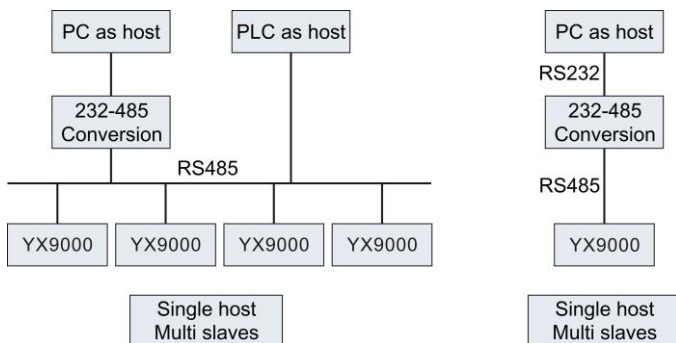 PC as host
PLC as host
232-485
Conversion
RS485
YX9000
YX9000
YX9000
YX9000
Single host
Multi slaves
PC as host
RS232
232-485
Conversion
RS485
YX9000
Single host
Multi slaves